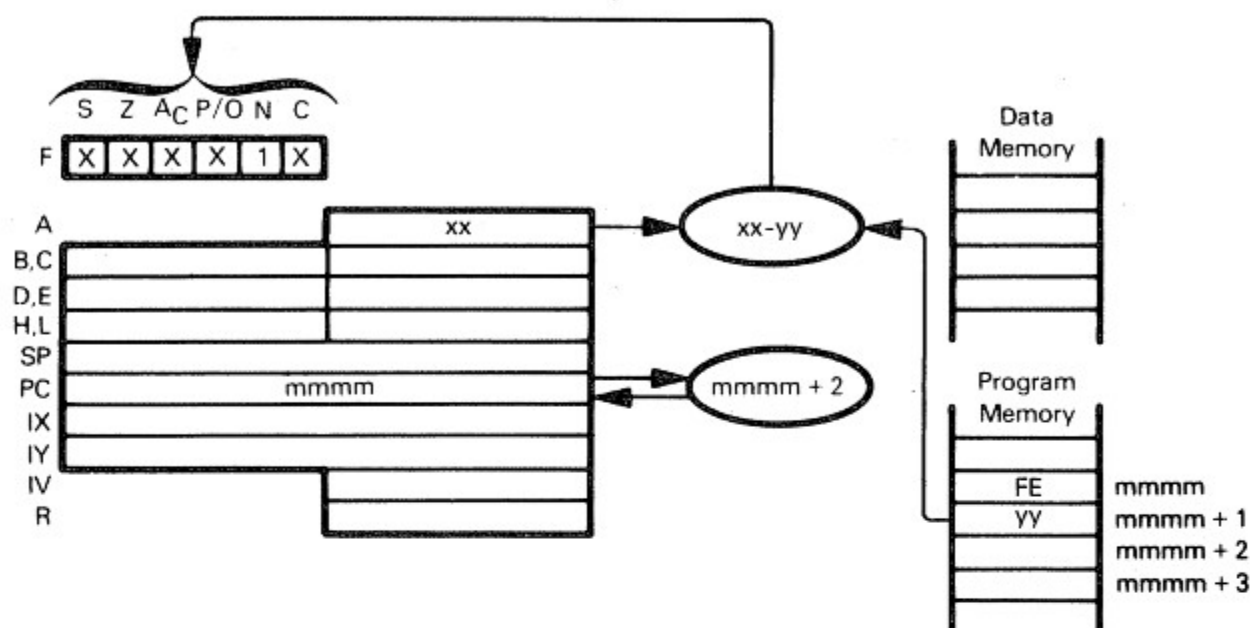 S Z AC P/O N C
F X X X X 1 X
A xx
B,C
D,E
H,L
SP
PC mmmm
IX
IY
IV
R
xx-yy
mmmm + 2
Data
Memory
Program
Memory
FE mmmm
yy mmmm + 1
mmmm + 2
mmmm + 3